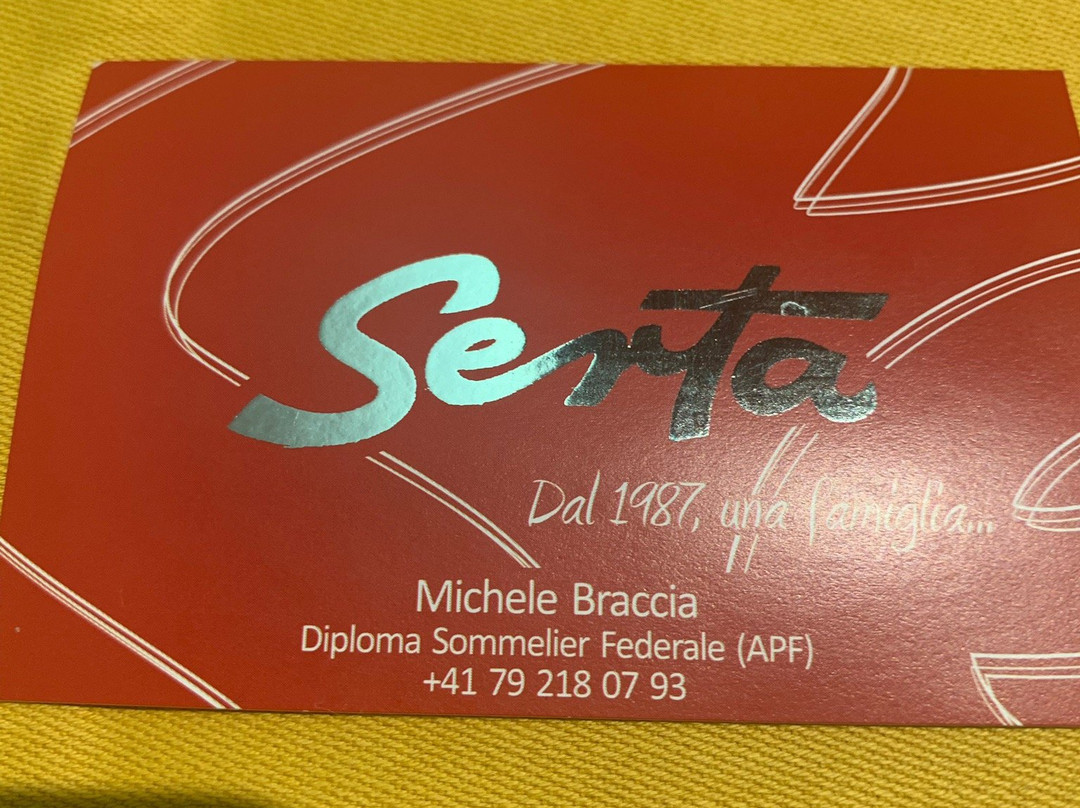 Serta
Dal 1987, una famiglia...
Michele Braccia
Diploma Sommelier Federale (APF)
+41 79 218 07 93